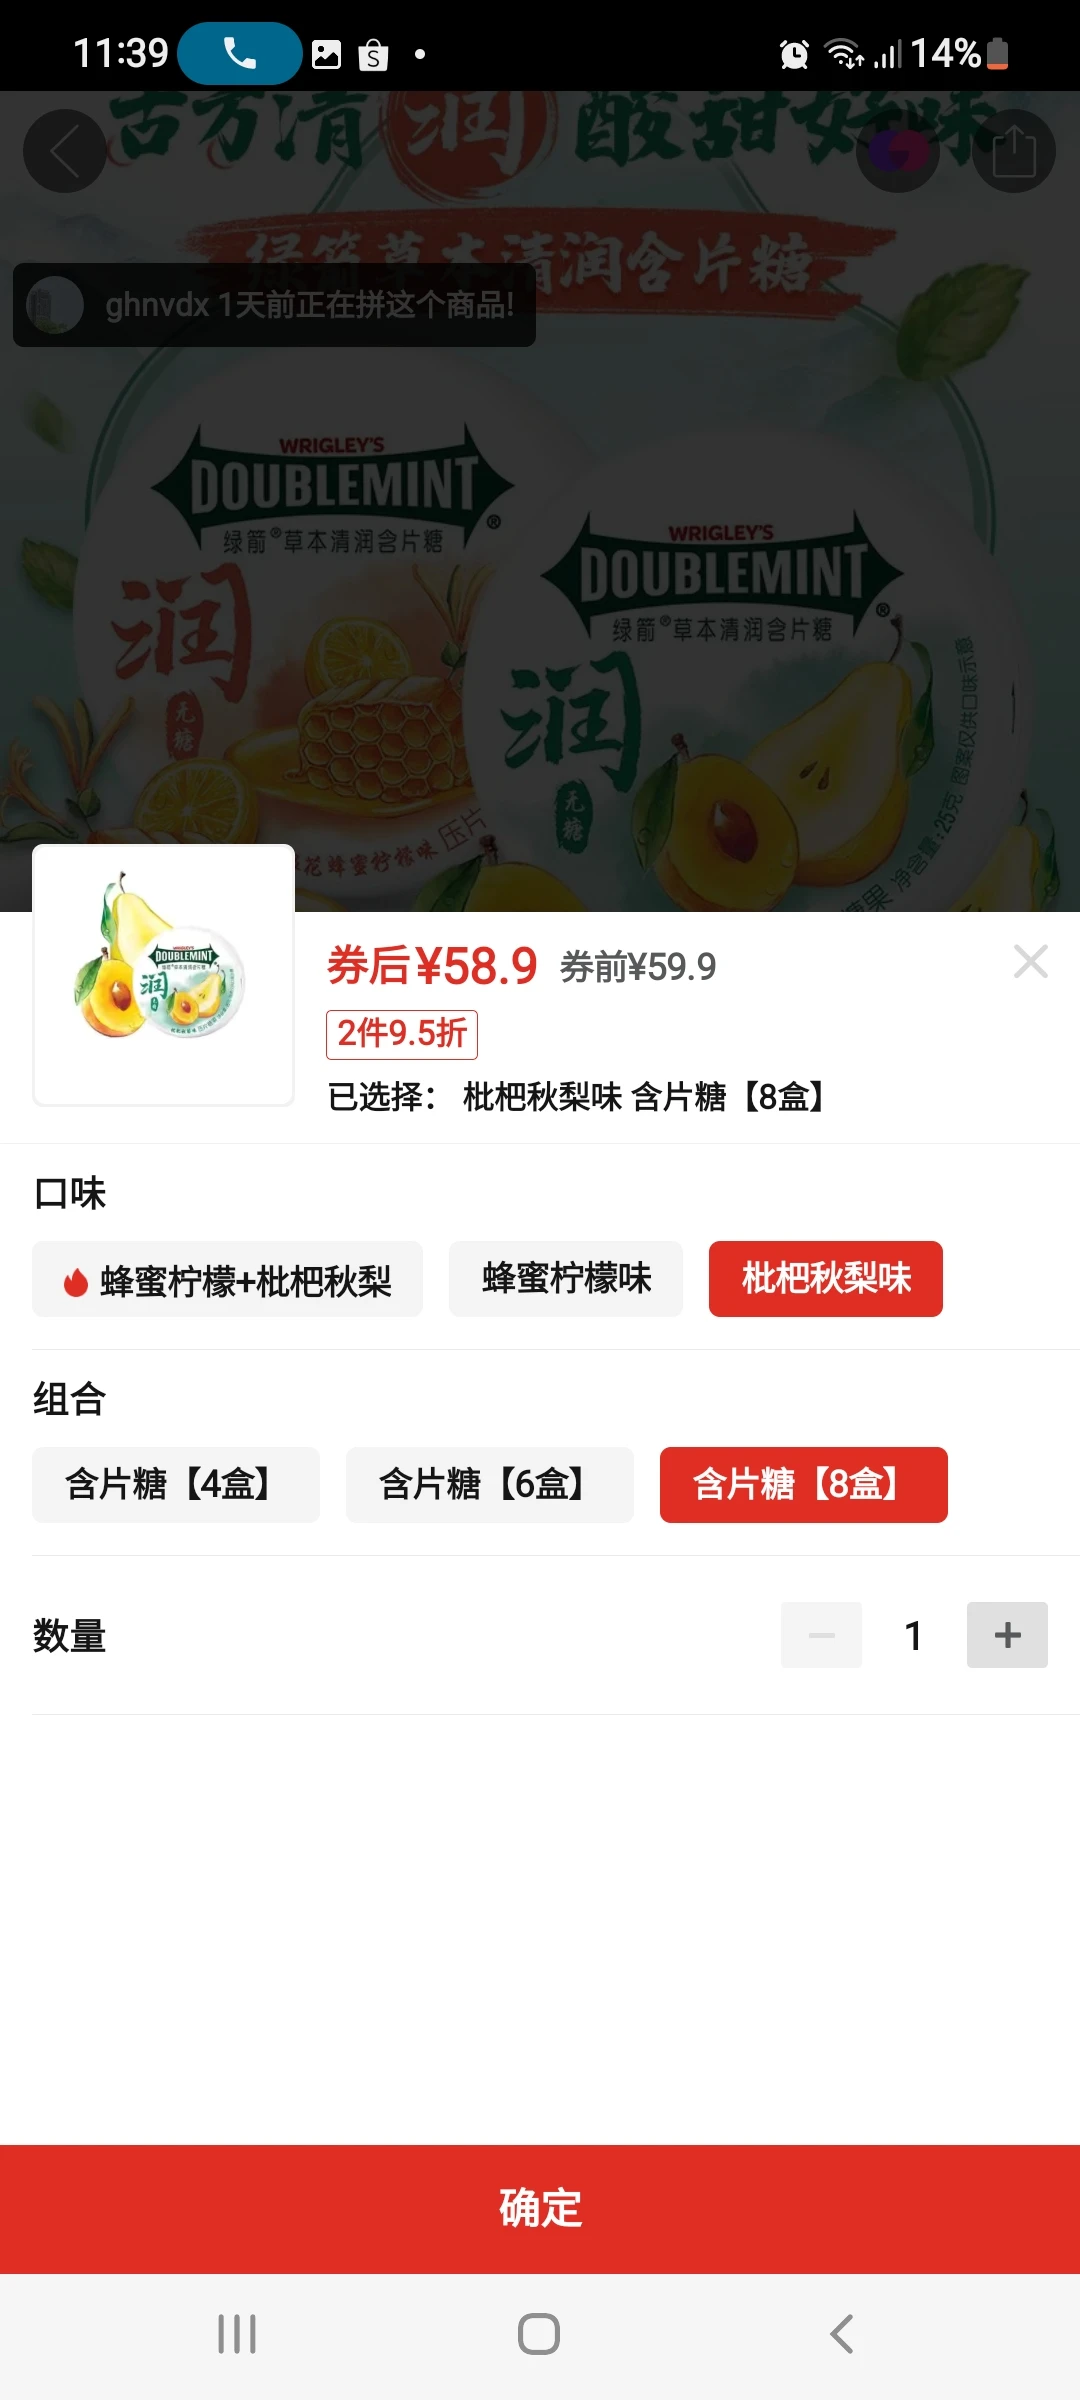 11:39
14%
古方清润 酸甜好味
绿箭草本清润含片糖
ghnvdx 1天前正在拼这个商品!
WRIGLEY'S
DOUBLEMINT®
绿箭®草本清润含片糖
润
无糖
花蜂蜜柠檬味 压片
WRIGLEY'S
DOUBLEMINT®
绿箭®草本清润含片糖
润
无糖
糖果 净含量:25克 图案仅供口味示意
WRIGLEY'S
DOUBLEMINT
润
券后¥58.9 券前¥59.9
2件9.5折
已选择: 枇杷秋梨味 含片糖【8盒】
口味
蜂蜜柠檬+枇杷秋梨
蜂蜜柠檬味
枇杷秋梨味
组合
含片糖【4盒】
含片糖【6盒】
含片糖【8盒】
数量
1
确定